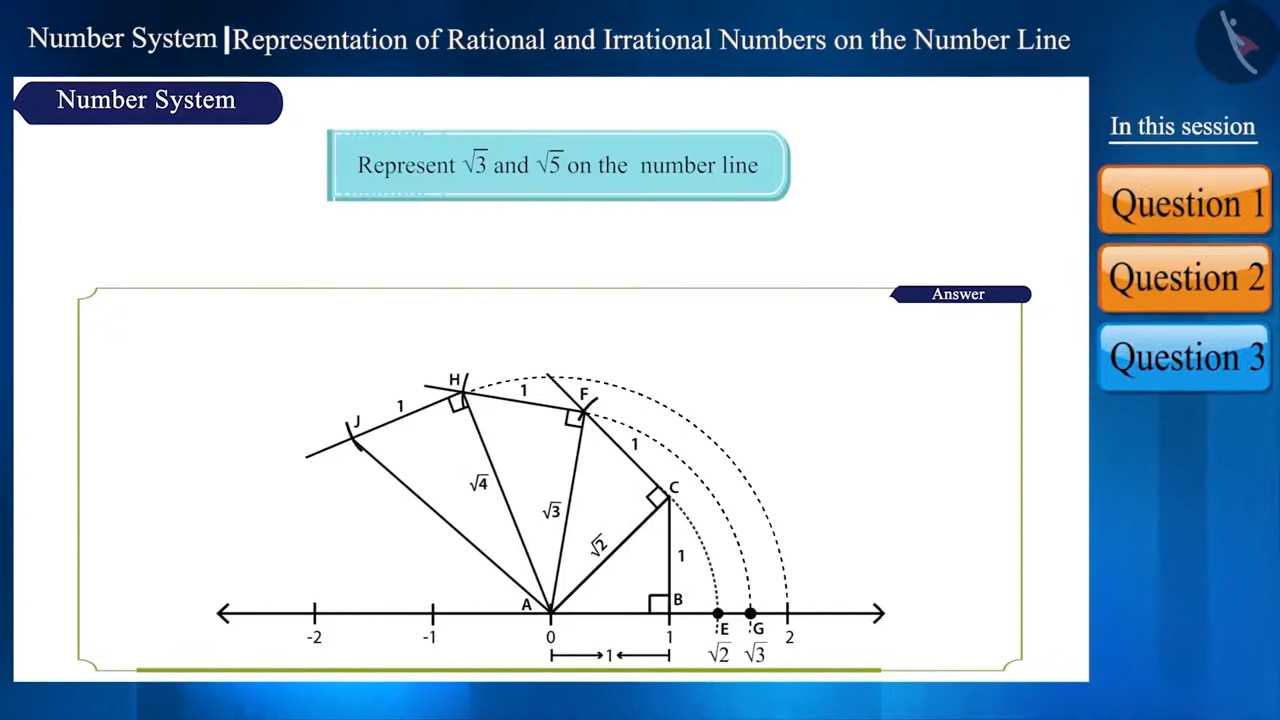 Number System | Representation of Rational and Irrational Numbers on the Number Line
Number System
In this session
Represent √3 and √5 on the number line
Question 1
Question 2
Question 3
Answer
H
1
F
1
J
1
√4
C
√3
√2
1
A
B
-2
-1
0
1
E
G
2
1
√2
√3